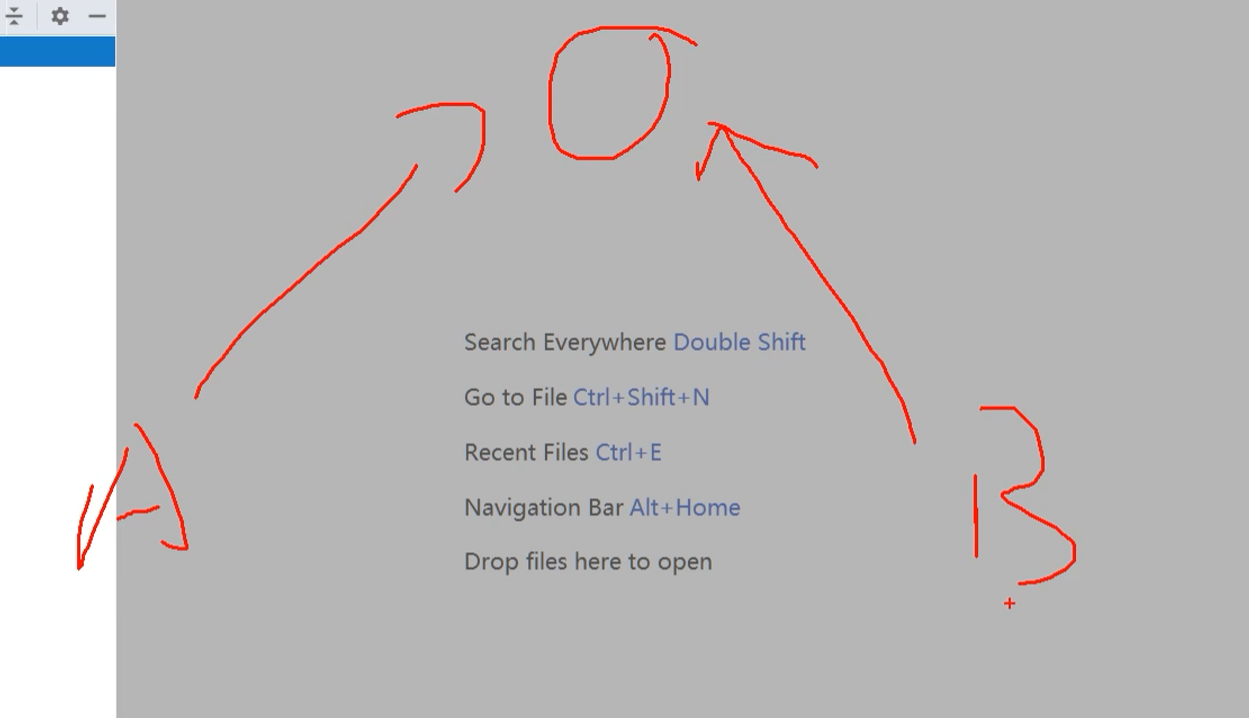 O
Search Everywhere Double Shift
Go to File Ctrl+Shift+N
Recent Files Ctrl+E
A
B
Navigation Bar Alt+Home
Drop files here to open